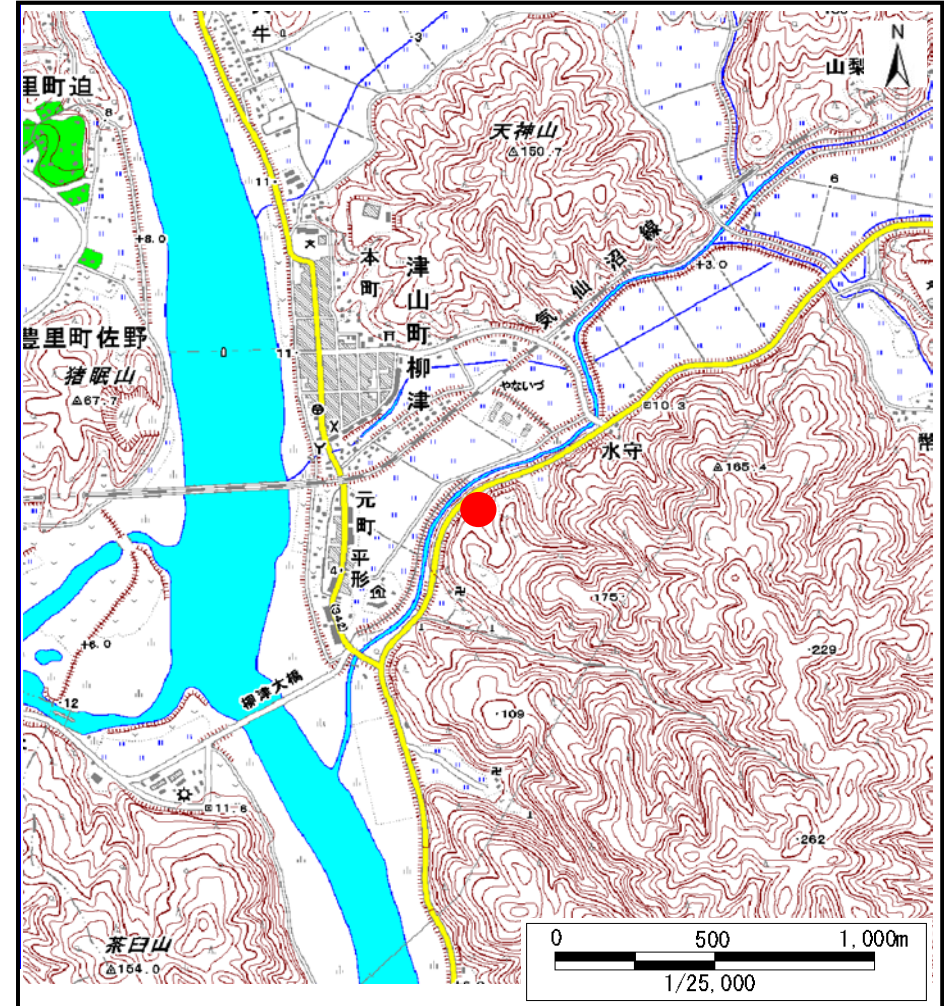 牛
3
N
山梨
里町迫
8
天神山
150.7
6
11
+8.0
本町
津山町柳津
気仙沼線
+3.0
豊里町佐野
11
猪眠山
67.7
やないづ
10.3
水守
165.4
元町
平形
4
(342)
175
+6.0
229
12
柳津大橋
109
11.6
262
茶臼山
154.0
0 500 1,000m
1/25,000